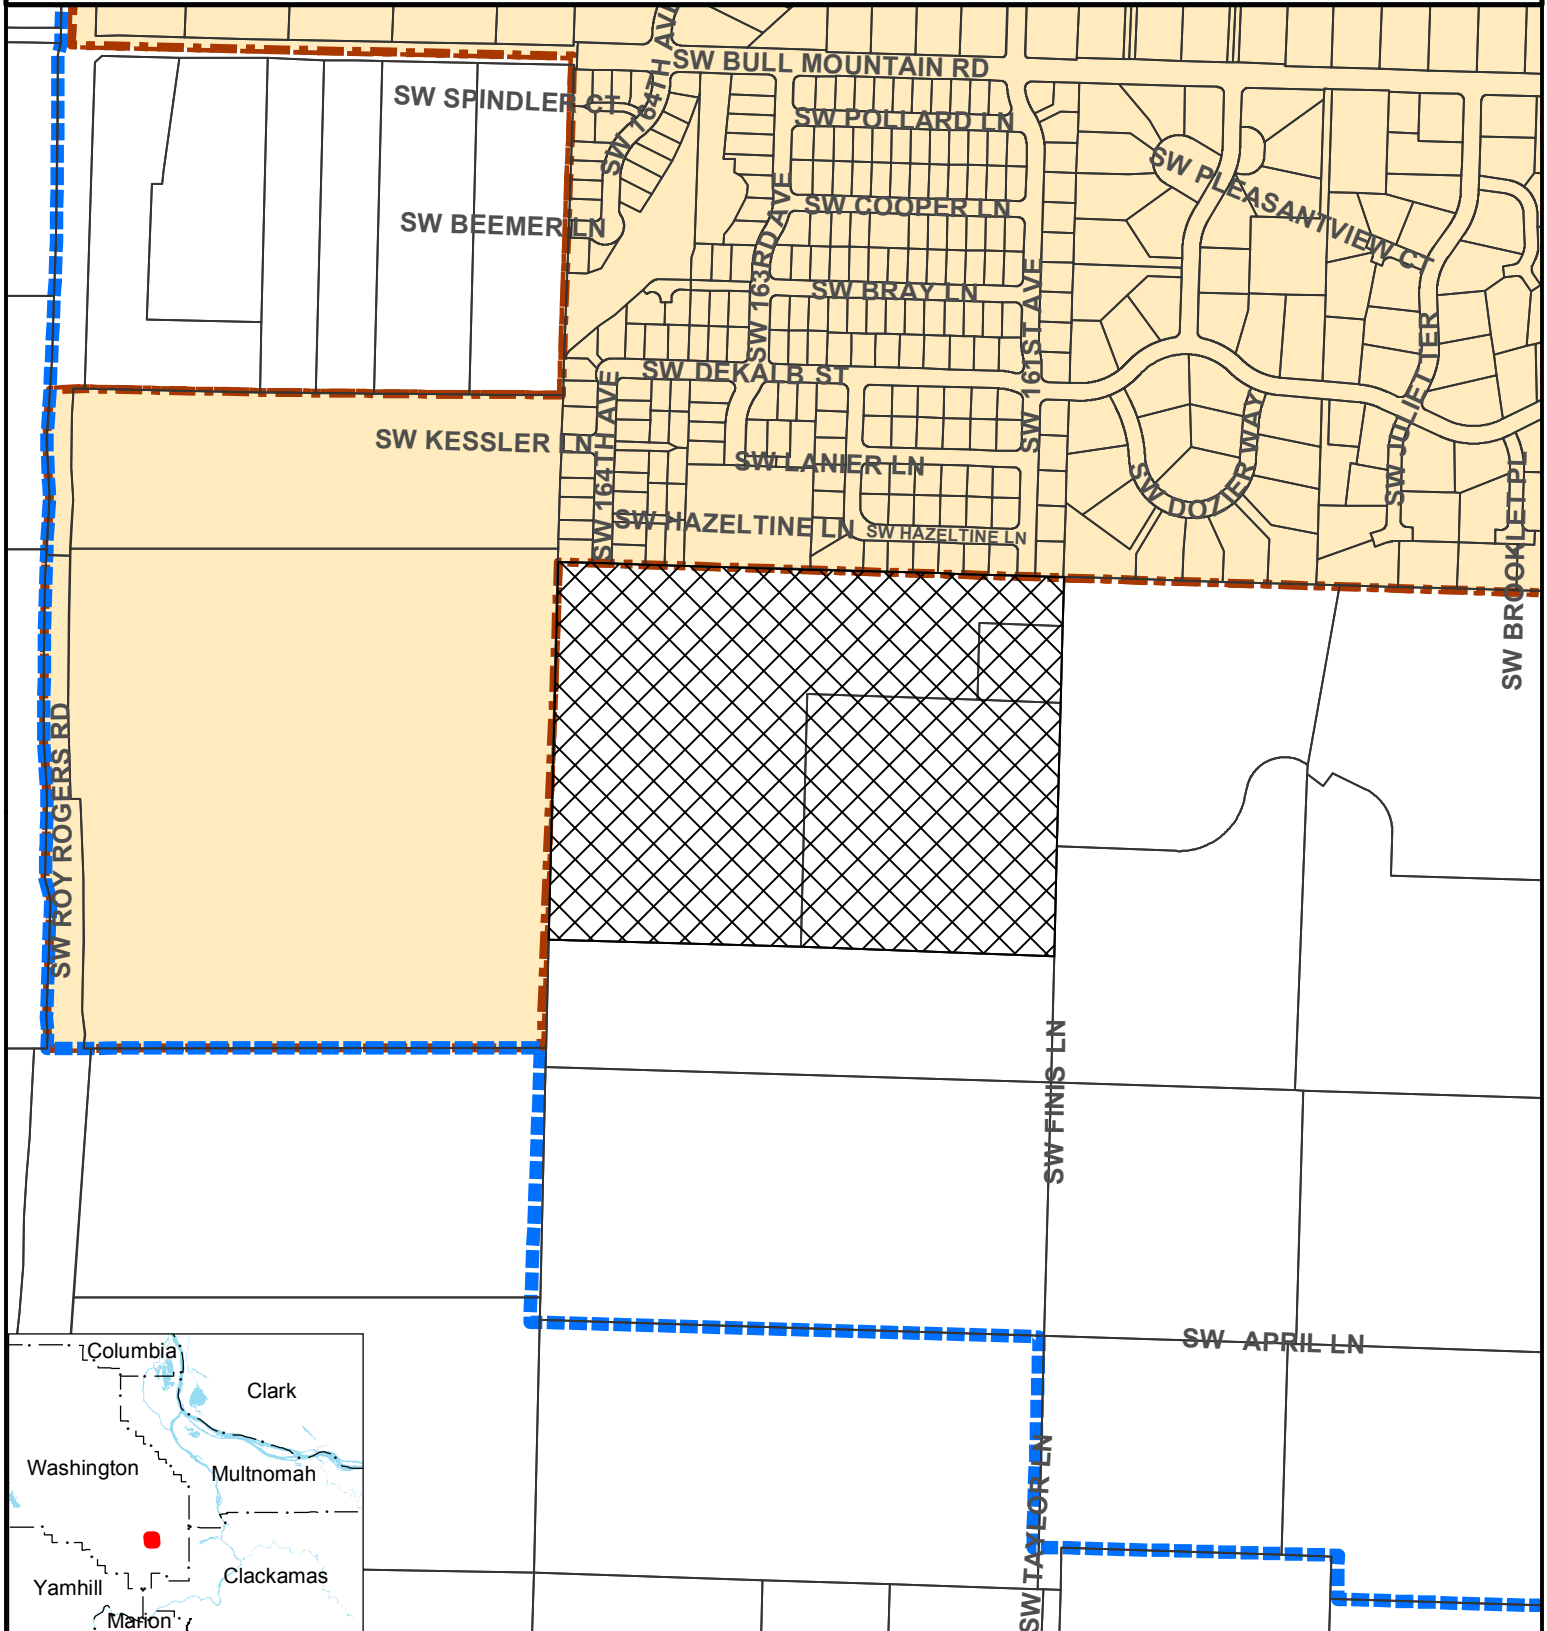 SW 164TH AVE
SW BULL MOUNTAIN RD
SW SPINDLER CT
SW POLLARD LN
SW PLEASANTVIEW CT
SW COOPER LN
SW BEEMER LN
SW 163RD AVE
SW BRAY LN
SW 161ST AVE
SW JULIET TER
SW DEKALB ST
SW 164TH AVE
SW KESSLER LN
SW LANIER LN
SW DOZIER WAY
SW BROOKLET PL
SW HAZELTINE LN
SW HAZELTINE LN
SW ROY ROGERS RD
SW FINIS LN
SW APRIL LN
SW TAYLOR LN
Columbia
Clark
Washington
Multnomah
Yamhill
Clackamas
Marion